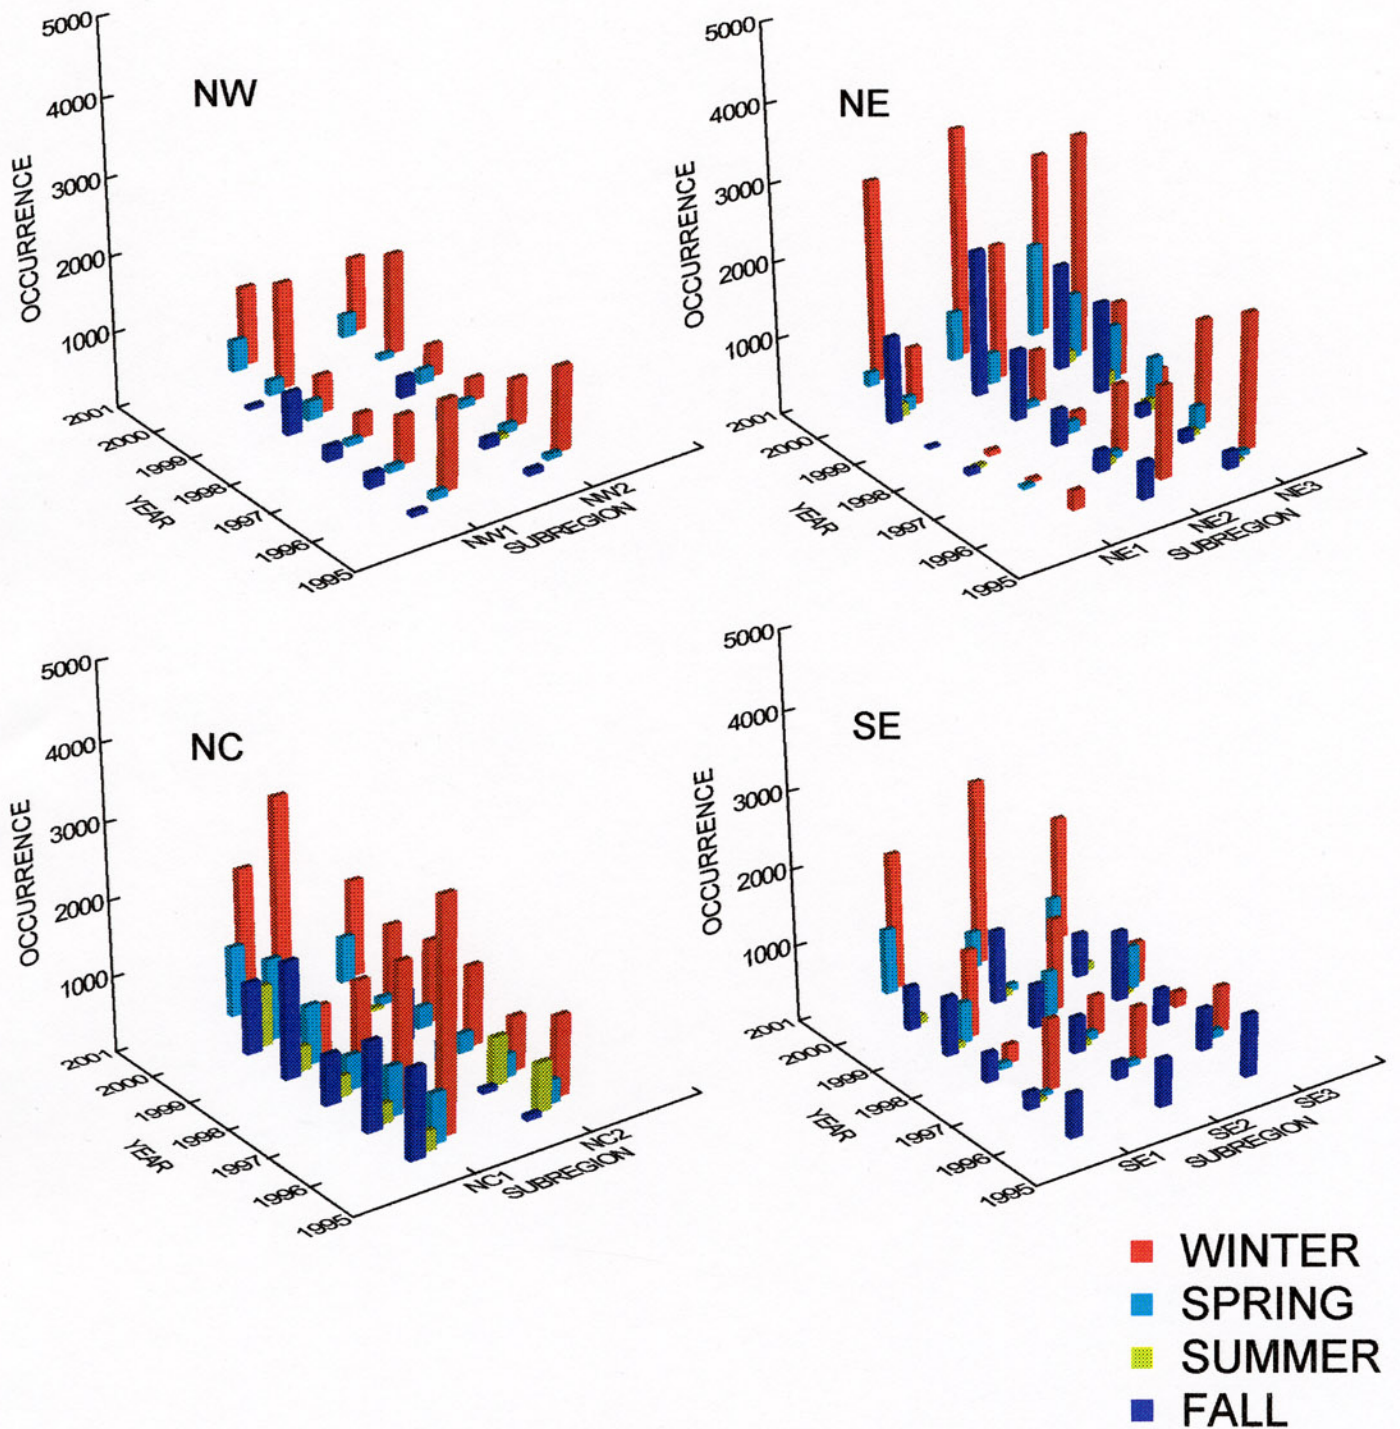 NW
5000
4000
3000
2000
1000
OCCURRENCE
2001
2000
1999
1998
1997
1996
1995
YEAR
NW1
NW2
SUBREGION
NE
5000
4000
3000
2000
1000
OCCURRENCE
2001
2000
1999
1998
1997
1996
1995
YEAR
NE1
NE2
NE3
SUBREGION
NC
5000
4000
3000
2000
1000
OCCURRENCE
2001
2000
1999
1998
1997
1996
1995
YEAR
NC1
NC2
SUBREGION
SE
5000
4000
3000
2000
1000
OCCURRENCE
2001
2000
1999
1998
1997
1996
1995
YEAR
SE1
SE2
SE3
SUBREGION
WINTER
SPRING
SUMMER
FALL